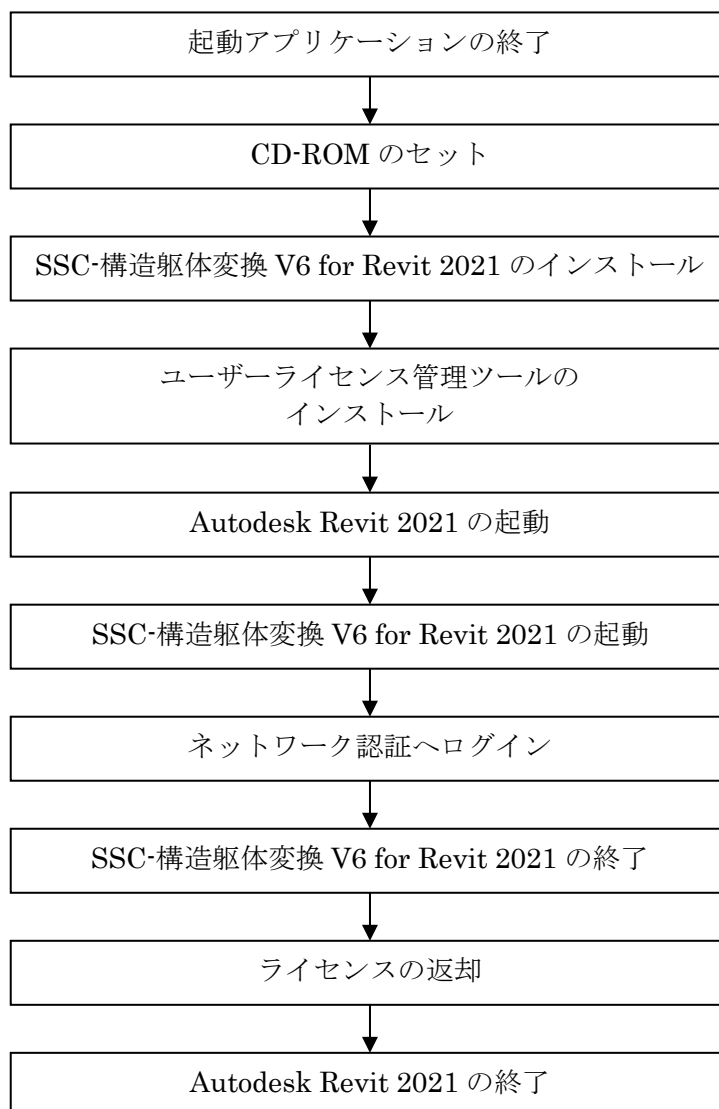 起動アプリケーションの終了
CD-ROM のセット
SSC-構造躯体変換 V6 for Revit 2021 のインストール
ユーザーライセンス管理ツールの
インストール
Autodesk Revit 2021 の起動
SSC-構造躯体変換 V6 for Revit 2021 の起動
ネットワーク認証へログイン
SSC-構造躯体変換 V6 for Revit 2021 の終了
ライセンスの返却
Autodesk Revit 2021 の終了